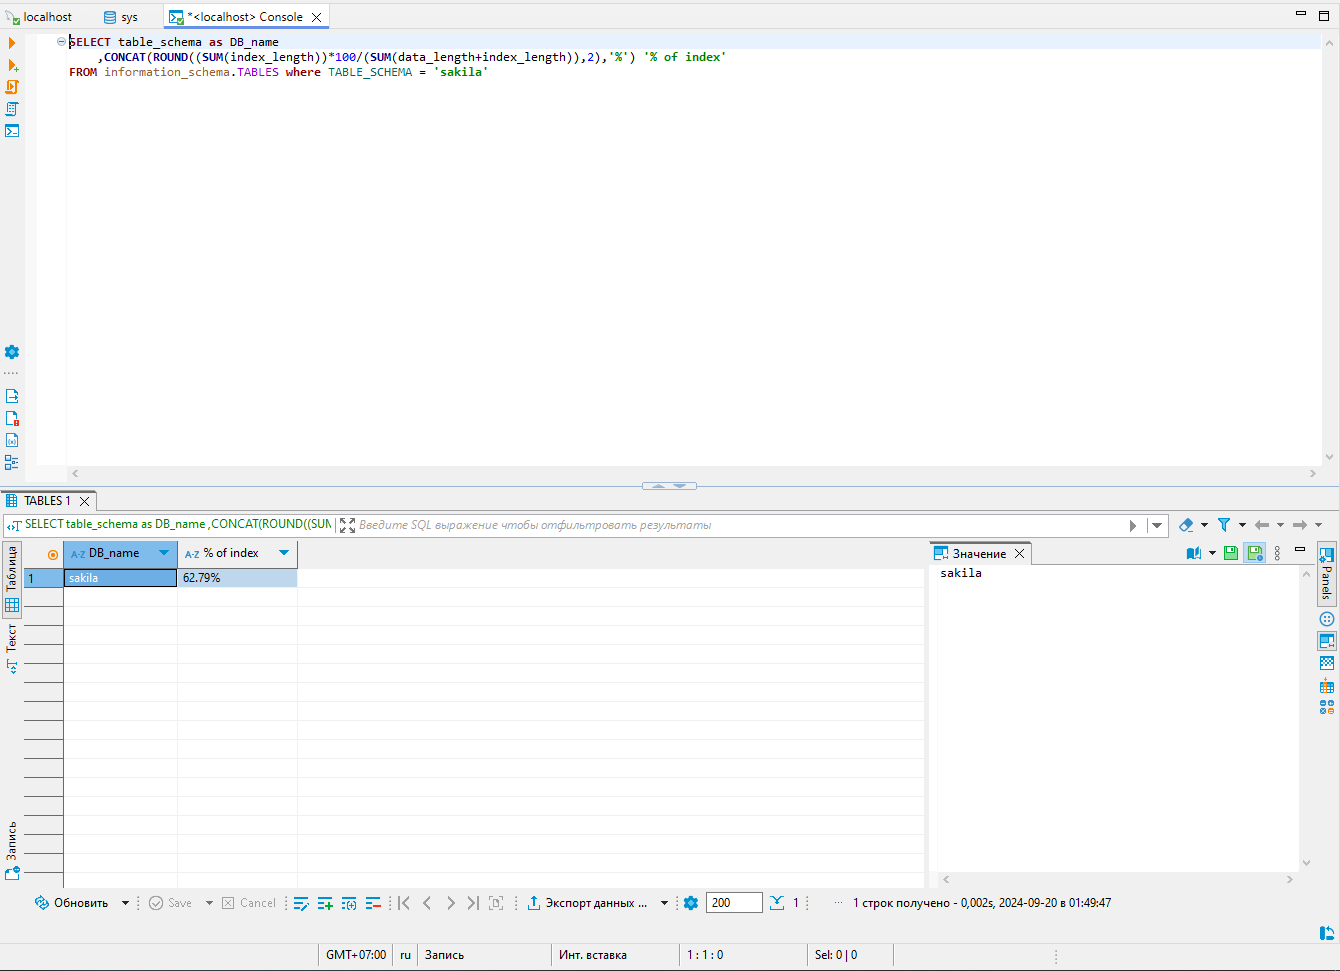 localhost
sys
*<localhost> Console
SELECT table_schema as DB_name
,CONCAT(ROUND((SUM(index_length))*100/(SUM(data_length+index_length)),2),'%') '% of index'
FROM information_schema.TABLES where TABLE_SCHEMA = 'sakila'
TABLES 1
SELECT table_schema as DB_name ,CONCAT(ROUND((SUM
Введите SQL выражение чтобы отфильтровать результаты
Таблица
Текст
Запись
A-Z DB_name
A-Z % of index
1
sakila
62.79%
Значение
sakila
Panels
Обновить
Save
Cancel
Экспорт данных ...
200
1
... 1 строк получено - 0,002s, 2024-09-20 в 01:49:47
GMT+07:00
ru
Запись
Инт. вставка
1 : 1 : 0
Sel: 0 | 0